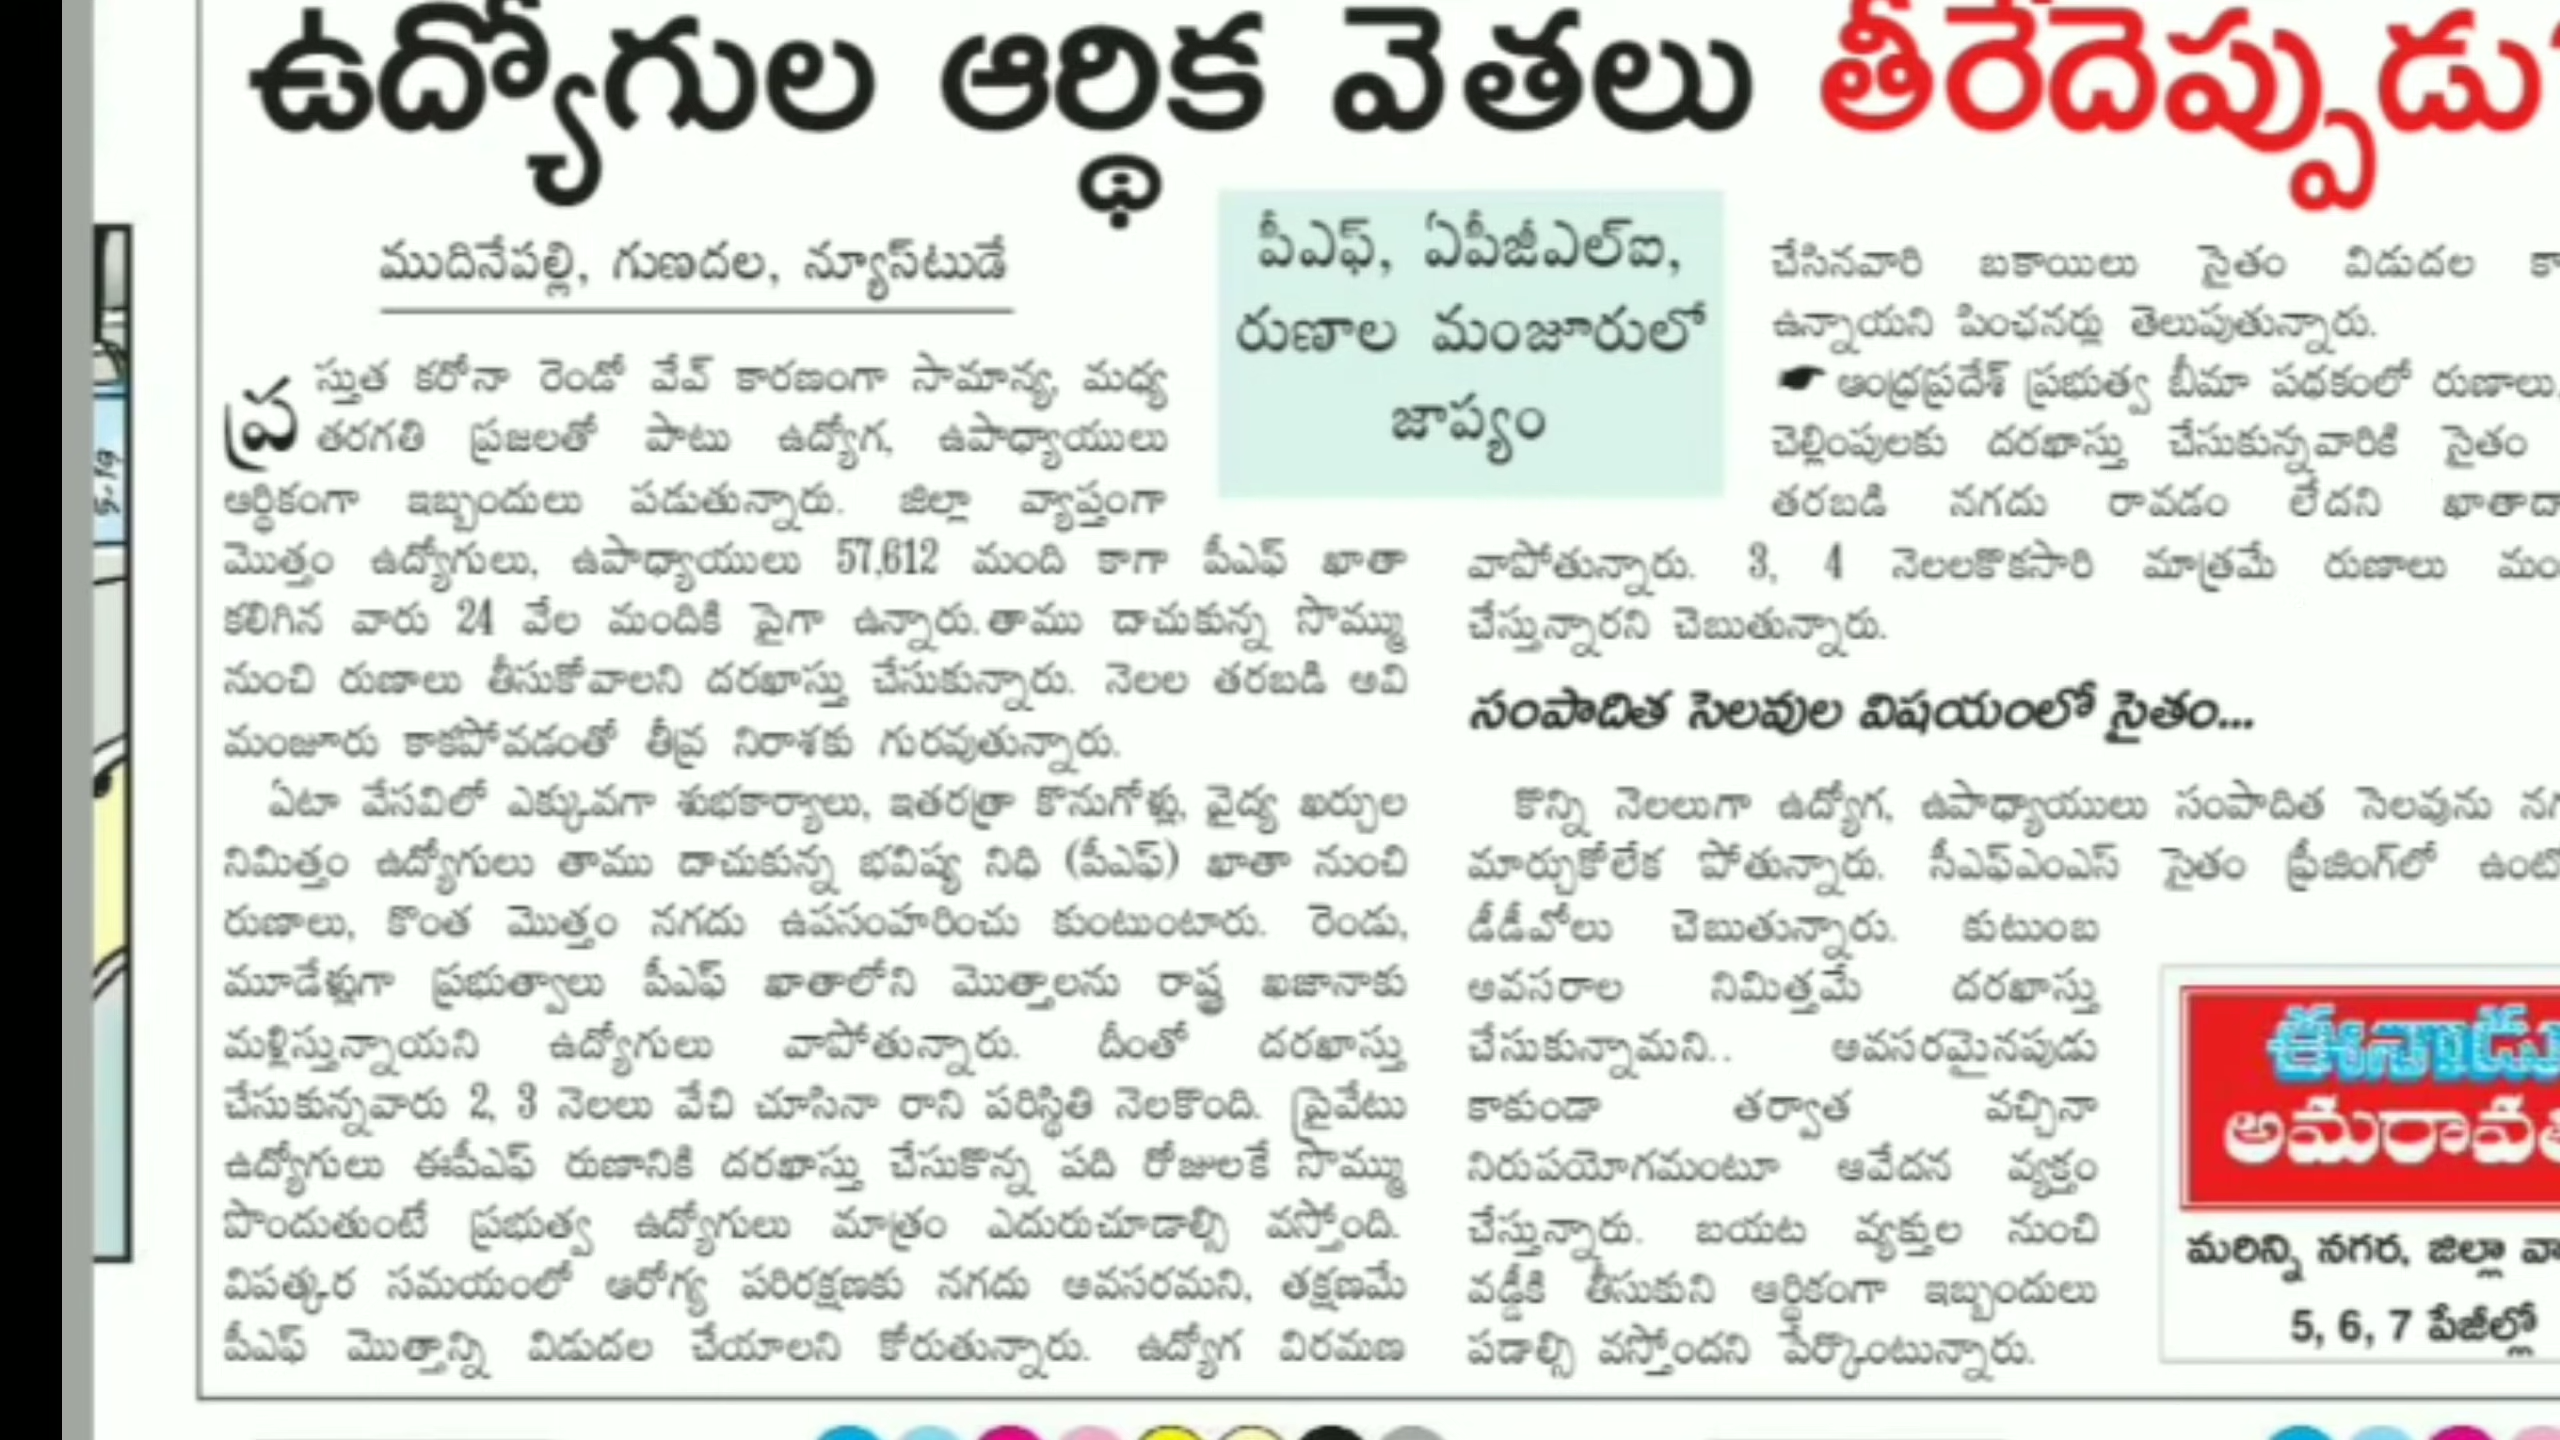 ఉద్యోగుల ఆర్థిక వెతలు తీరేదెప్పుడు?
ముదినేపల్లి, గుణదల, న్యూస్‌టుడే
ప్రస్తుత కరోనా రెండో వేవ్ కారణంగా సామాన్య, మధ్య
తరగతి ప్రజలతో పాటు ఉద్యోగ, ఉపాధ్యాయులు
ఆర్థికంగా ఇబ్బందులు పడుతున్నారు. జిల్లా వ్యాప్తంగా
మొత్తం ఉద్యోగులు, ఉపాధ్యాయులు 57,612 మంది కాగా పీఎఫ్ ఖాతా
కలిగిన వారు 24 వేల మందికి పైగా ఉన్నారు.తాము దాచుకున్న సొమ్ము
నుంచి రుణాలు తీసుకోవాలని దరఖాస్తు చేసుకున్నారు. నెలల తరబడి అవి
మంజూరు కాకపోవడంతో తీవ్ర నిరాశకు గురవుతున్నారు.
ఏటా వేసవిలో ఎక్కువగా శుభకార్యాలు, ఇతరత్రా కొనుగోళ్లు, వైద్య ఖర్చుల
నిమిత్తం ఉద్యోగులు తాము దాచుకున్న భవిష్య నిధి (పీఎఫ్) ఖాతా నుంచి
రుణాలు, కొంత మొత్తం నగదు ఉపసంహరించు కుంటుంటారు. రెండు,
మూడేళ్లుగా ప్రభుత్వాలు పీఎఫ్ ఖాతాలోని మొత్తాలను రాష్ట్ర ఖజానాకు
మళ్లిస్తున్నాయని ఉద్యోగులు వాపోతున్నారు. దీంతో దరఖాస్తు
చేసుకున్నవారు 2, 3 నెలలు వేచి చూసినా రాని పరిస్థితి నెలకొంది. ప్రైవేటు
ఉద్యోగులు ఈపీఎఫ్ రుణానికి దరఖాస్తు చేసుకొన్న పది రోజులకే సొమ్ము
పొందుతుంటే ప్రభుత్వ ఉద్యోగులు మాత్రం ఎదురుచూడాల్సి వస్తోంది.
విపత్కర సమయంలో ఆరోగ్య పరిరక్షణకు నగదు అవసరమని, తక్షణమే
పీఎఫ్ మొత్తాన్ని విడుదల చేయాలని కోరుతున్నారు. ఉద్యోగ విరమణ
పీఎఫ్, ఏపీజీఎల్ఐ,
రుణాల మంజూరులో
జాప్యం
చేసినవారి బకాయిలు సైతం విడుదల
ఉన్నాయని పింఛనర్లు తెలుపుతున్నారు.
☛ ఆంధ్రప్రదేశ్ ప్రభుత్వ బీమా పథకంలో రుణాలు,
చెల్లింపులకు దరఖాస్తు చేసుకున్నవారికి సైతం
తరబడి నగదు రావడం లేదని
వాపోతున్నారు. 3, 4 నెలలకొకసారి మాత్రమే రుణాలు
చేస్తున్నారని చెబుతున్నారు.
సంపాదిత సెలవుల విషయంలో సైతం...
కొన్ని నెలలుగా ఉద్యోగ, ఉపాధ్యాయులు సంపాదిత సెలవును
మార్చుకోలేక పోతున్నారు. సీఎఫ్ఎంఎస్ సైతం ఫ్రీజింగ్‌లో
డీడీవోలు చెబుతున్నారు. కుటుంబ
అవసరాల నిమిత్తమే దరఖాస్తు
చేసుకున్నామని.. అవసరమైనపుడు
కాకుండా తర్వాత వచ్చినా
నిరుపయోగమంటూ ఆవేదన వ్యక్తం
చేస్తున్నారు. బయట వ్యక్తుల నుంచి
వడ్డీకి తీసుకుని ఆర్థికంగా ఇబ్బందులు
పడాల్సి వస్తోందని పేర్కొంటున్నారు.
ఈనాడు
అమరావతి
మరిన్ని నగర, జిల్లా
5, 6, 7 పేజీల్లో